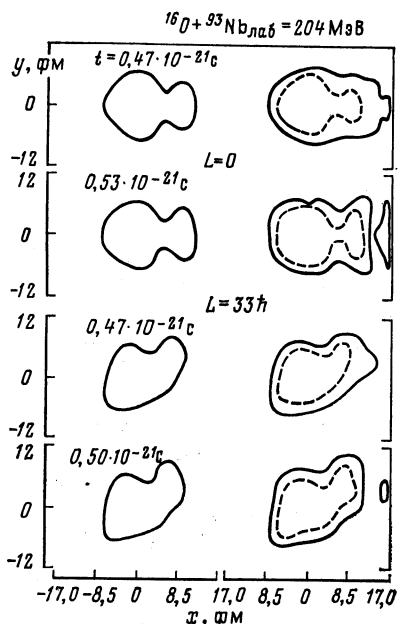 ¹⁶O+⁹³Nbлаб=204 МэВ
y, фм
t=0,47·10⁻²¹с
0
-12
L=0
12
0,53·10⁻²¹с
0
-12
L=33ħ
12
0,47·10⁻²¹с
0
-12
12
0,50·10⁻²¹с
0
-12
-17,0 -8,5 0 8,5 17,0 8,5 0 8,5 17,0
x, фм